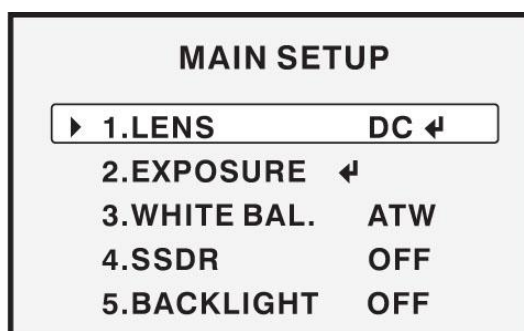 MAIN SETUP
1.LENS DC ↵
2.EXPOSURE ↵
3.WHITE BAL. ATW
4.SSDR OFF
5.BACKLIGHT OFF